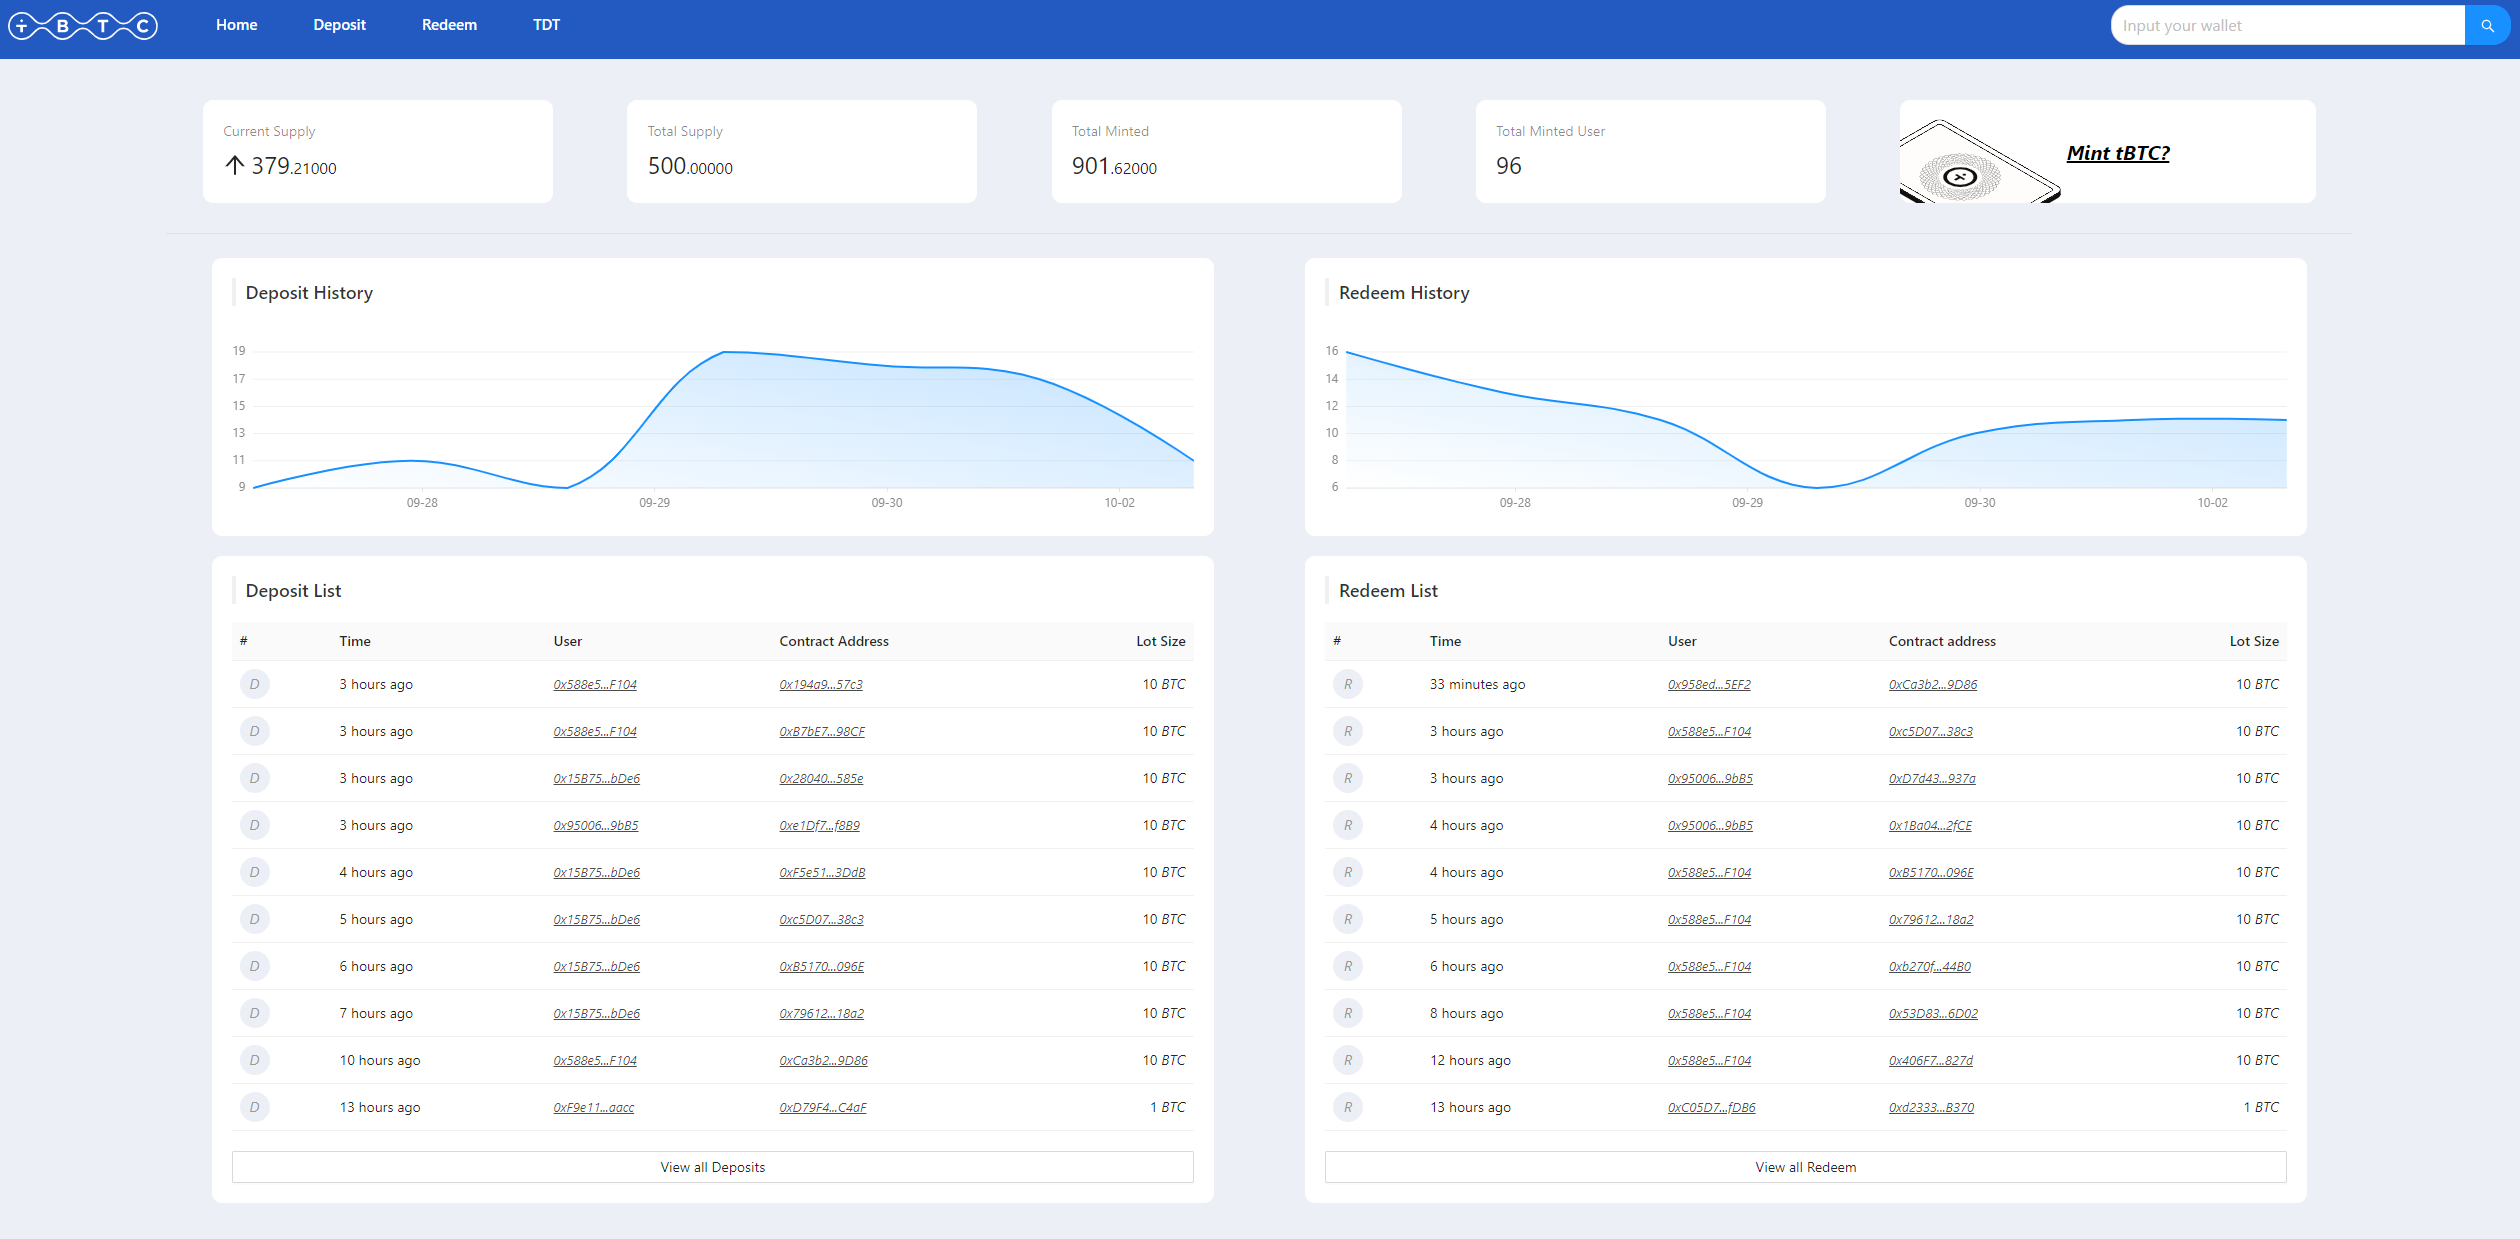 T B T C Home Deposit Redeem TDT Input your wallet
Current Supply
379.21000
Total Supply
500.00000
Total Minted
901.62000
Total Minted User
96
Mint tBTC?
Deposit History
19
17
15
13
11
9
09-28 09-29 09-30 10-02
Redeem History
16
14
12
10
8
6
09-28 09-29 09-30 10-02
Deposit List
# Time User Contract Address Lot Size
D 3 hours ago 0x588e5...F104 0x194a9...57c3 10 BTC
D 3 hours ago 0x588e5...F104 0xB7bE7...98CF 10 BTC
D 3 hours ago 0x15B75...bDe6 0x28040...585e 10 BTC
D 3 hours ago 0x95006...9bB5 0xe1Df7...f8B9 10 BTC
D 4 hours ago 0x15B75...bDe6 0xF5e51...3DdB 10 BTC
D 5 hours ago 0x15B75...bDe6 0xc5D07...38c3 10 BTC
D 6 hours ago 0x15B75...bDe6 0xB5170...096E 10 BTC
D 7 hours ago 0x15B75...bDe6 0x79612...18a2 10 BTC
D 10 hours ago 0x588e5...F104 0xCa3b2...9D86 10 BTC
D 13 hours ago 0xF9e11...aacc 0xD79F4...C4aF 1 BTC
View all Deposits
Redeem List
# Time User Contract address Lot Size
R 33 minutes ago 0x958ed...5EF2 0xCa3b2...9D86 10 BTC
R 3 hours ago 0x588e5...F104 0xc5D07...38c3 10 BTC
R 3 hours ago 0x95006...9bB5 0xD7d43...937a 10 BTC
R 4 hours ago 0x95006...9bB5 0x1Ba04...2fCE 10 BTC
R 4 hours ago 0x588e5...F104 0xB5170...096E 10 BTC
R 5 hours ago 0x588e5...F104 0x79612...18a2 10 BTC
R 6 hours ago 0x588e5...F104 0xb270f...44B0 10 BTC
R 8 hours ago 0x588e5...F104 0x53D83...6D02 10 BTC
R 12 hours ago 0x588e5...F104 0x406F7...827d 10 BTC
R 13 hours ago 0xC05D7...fDB6 0xd2333...B370 1 BTC
View all Redeem